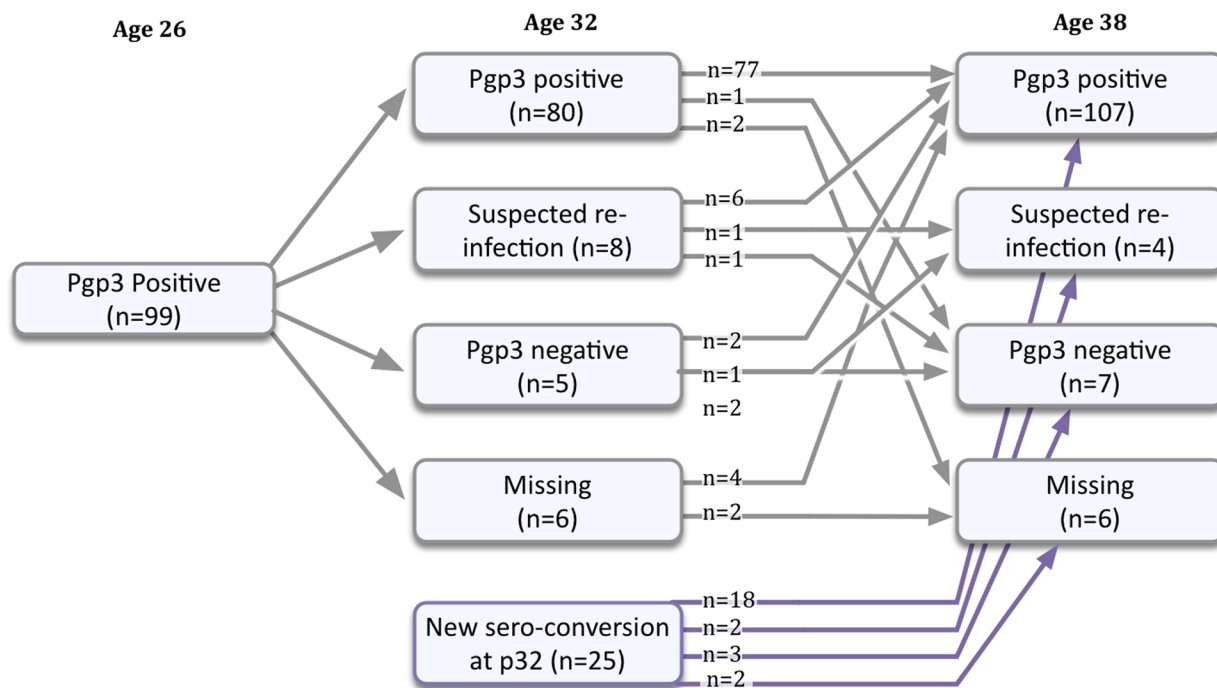 Age 26
Age 32
Age 38
Pgp3 Positive
(n=99)
Pgp3 positive
(n=80)
Suspected re-
infection (n=8)
Pgp3 negative
(n=5)
Missing
(n=6)
New sero-conversion
at p32 (n=25)
n=77
n=1
n=2
n=6
n=1
n=1
n=2
n=1
n=2
n=4
n=2
n=18
n=2
n=3
n=2
Pgp3 positive
(n=107)
Suspected re-
infection (n=4)
Pgp3 negative
(n=7)
Missing
(n=6)